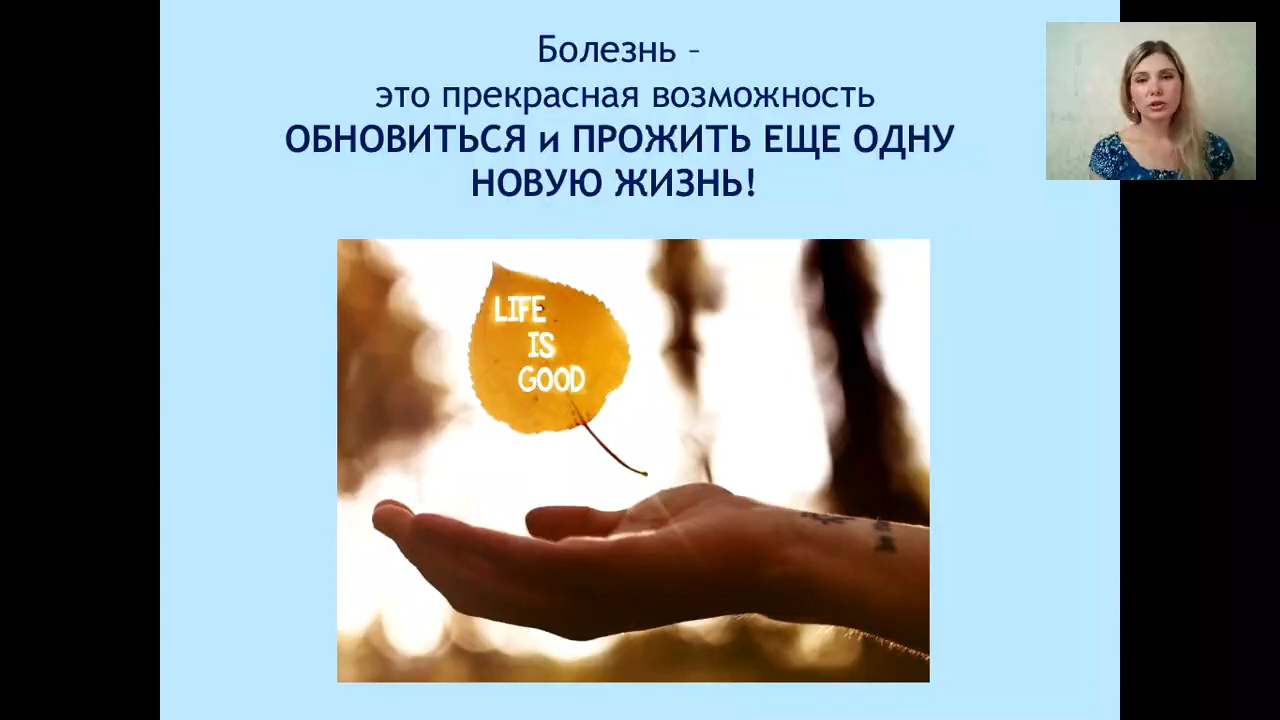 Болезнь –
это прекрасная возможность
ОБНОВИТЬСЯ и ПРОЖИТЬ ЕЩЕ ОДНУ
НОВУЮ ЖИЗНЬ!
LIFE
IS
GOOD